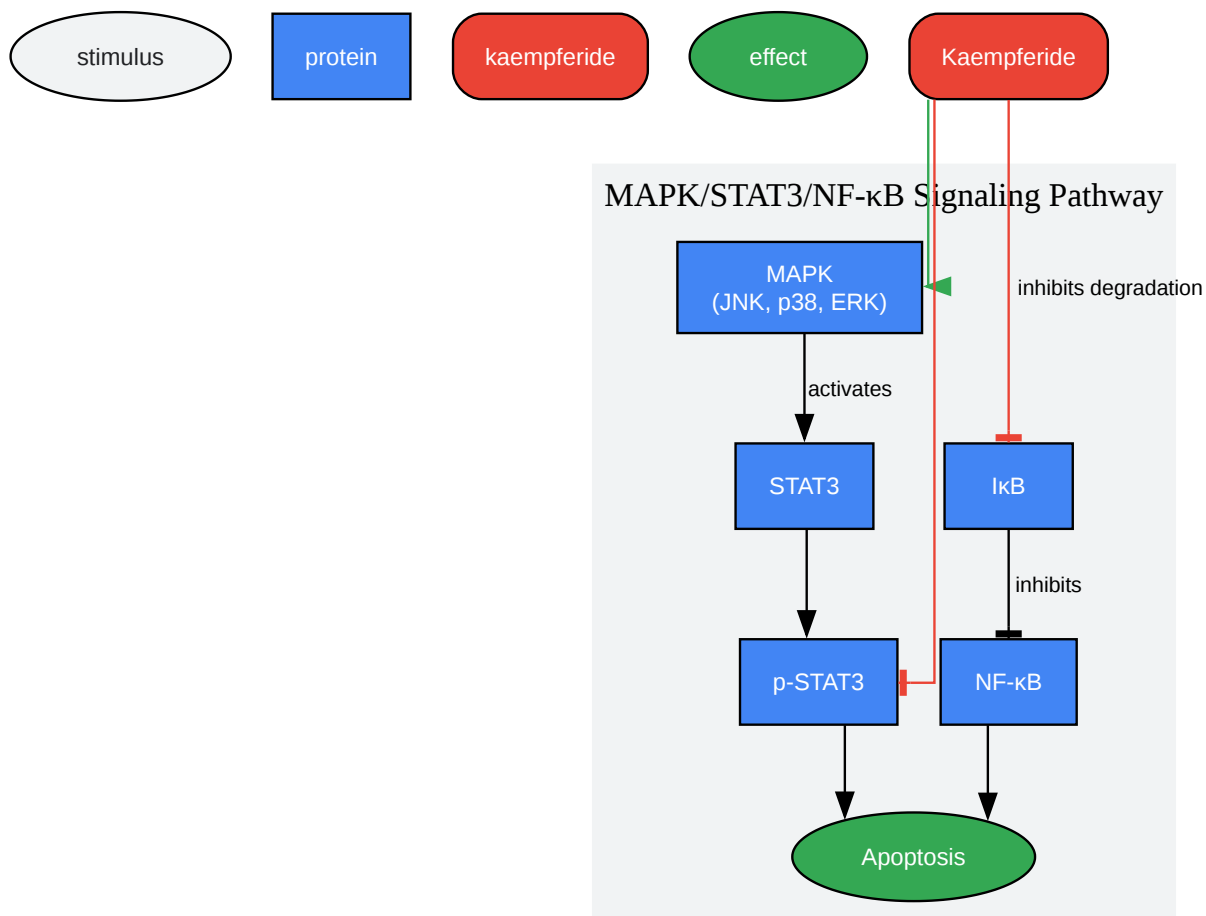 stimulus
protein
kaempferide
effect
Kaempferide
MAPK/STAT3/NF-κB Signaling Pathway
MAPK
(JNK, p38, ERK)
inhibits degradation
activates
STAT3
IκB
inhibits
p-STAT3
NF-κB
Apoptosis